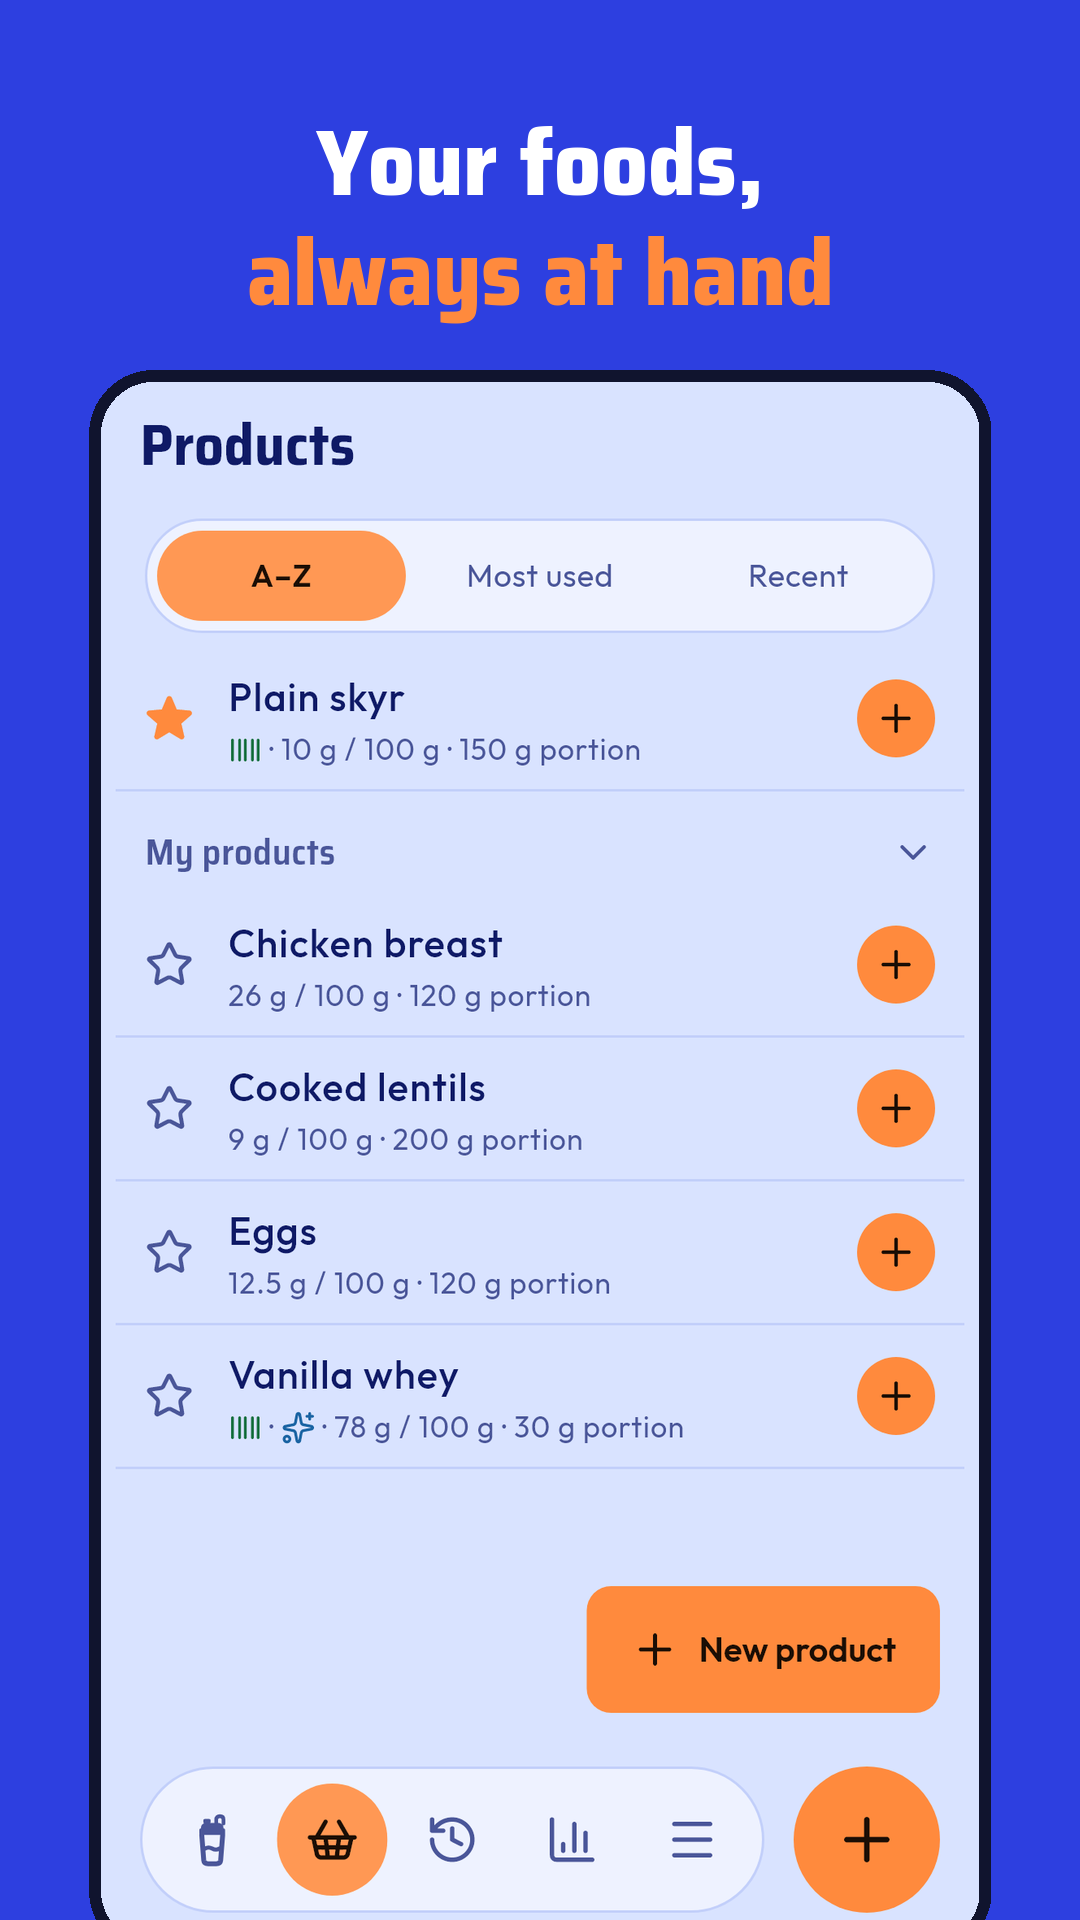 Your foods,
always at hand
Products
A–Z
Most used
Recent
Plain skyr
· 10 g / 100 g · 150 g portion
My products
Chicken breast
26 g / 100 g · 120 g portion
Cooked lentils
9 g / 100 g · 200 g portion
Eggs
12.5 g / 100 g · 120 g portion
Vanilla whey
· · 78 g / 100 g · 30 g portion
New product